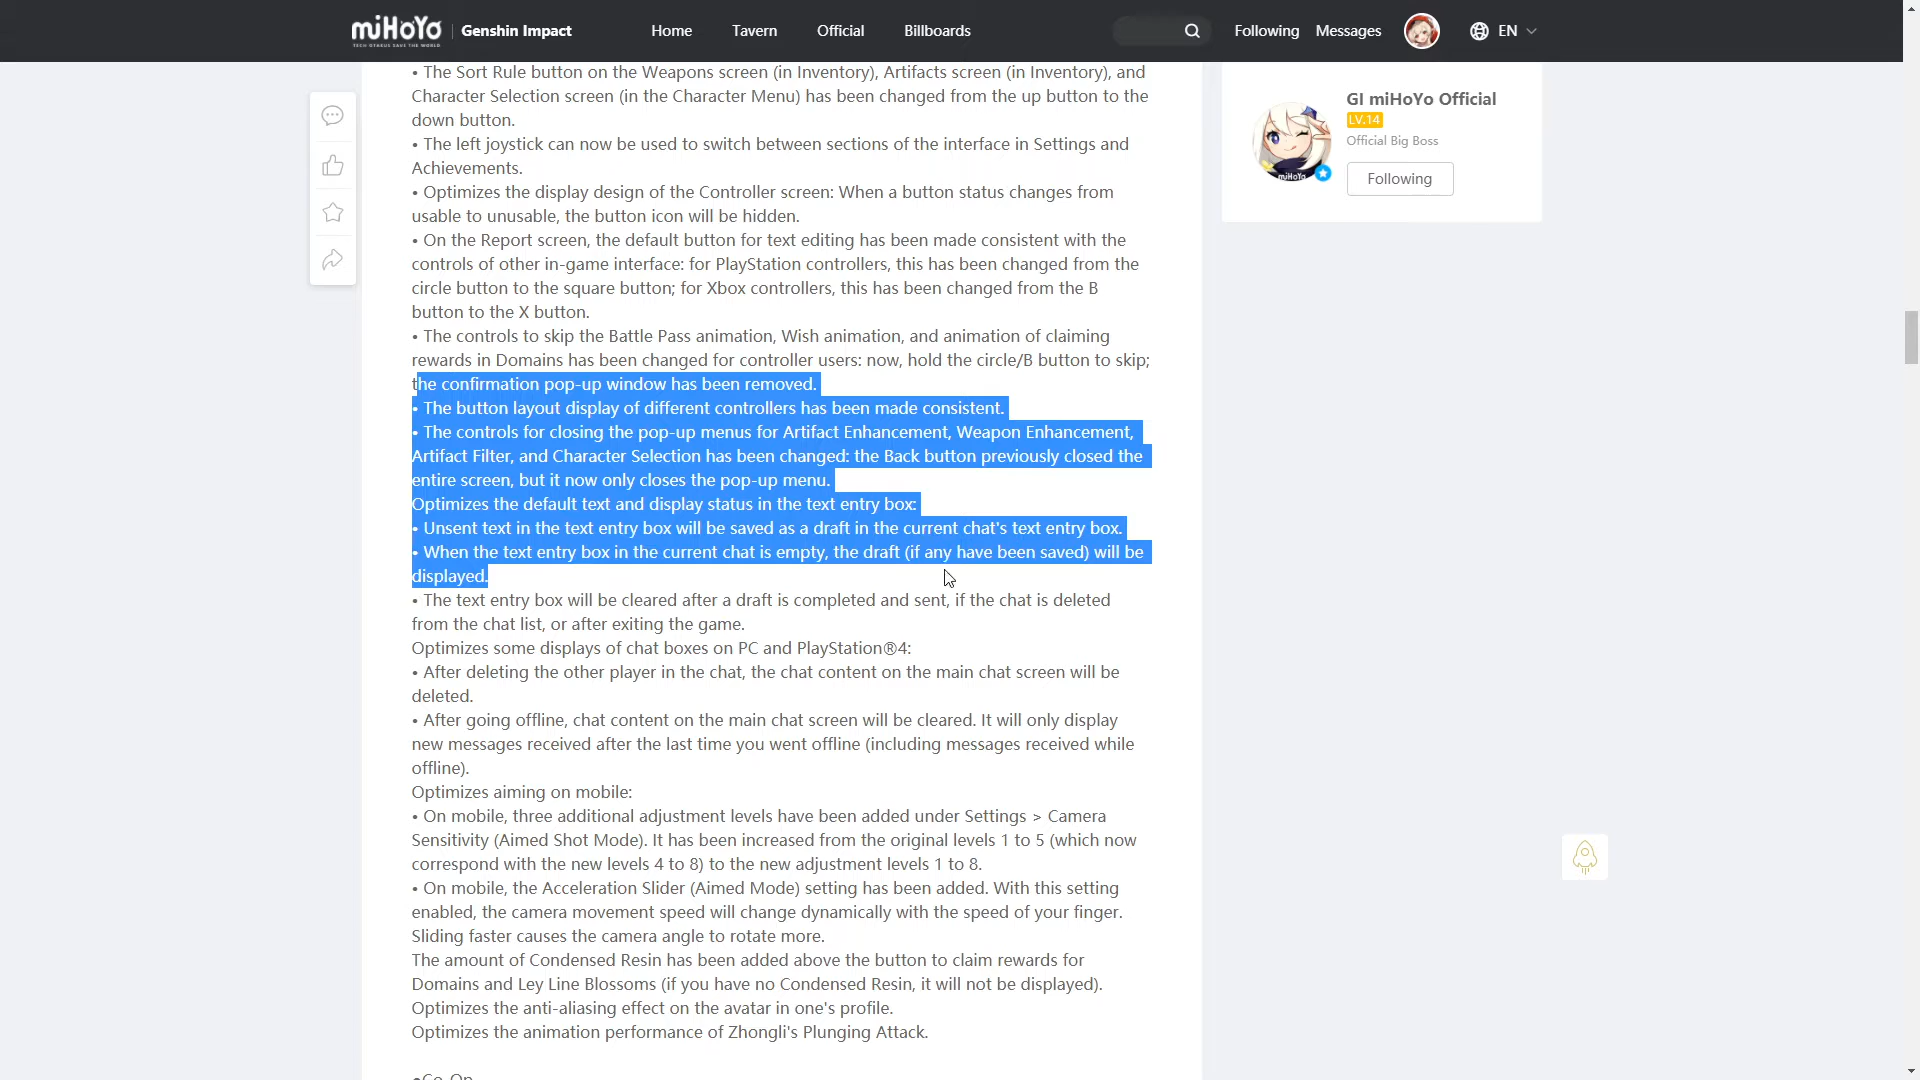 miHoYo
TECH OTAKUS SAVE THE WORLD
Genshin Impact
Home
Tavern
Official
Billboards
Following
Messages
EN
• The Sort Rule button on the Weapons screen (in Inventory), Artifacts screen (in Inventory), and
Character Selection screen (in the Character Menu) has been changed from the up button to the
down button.
• The left joystick can now be used to switch between sections of the interface in Settings and
Achievements.
• Optimizes the display design of the Controller screen: When a button status changes from
usable to unusable, the button icon will be hidden.
• On the Report screen, the default button for text editing has been made consistent with the
controls of other in-game interface: for PlayStation controllers, this has been changed from the
circle button to the square button; for Xbox controllers, this has been changed from the B
button to the X button.
• The controls to skip the Battle Pass animation, Wish animation, and animation of claiming
rewards in Domains has been changed for controller users: now, hold the circle/B button to skip;
the confirmation pop-up window has been removed.
• The button layout display of different controllers has been made consistent.
• The controls for closing the pop-up menus for Artifact Enhancement, Weapon Enhancement,
Artifact Filter, and Character Selection has been changed: the Back button previously closed the
entire screen, but it now only closes the pop-up menu.
Optimizes the default text and display status in the text entry box:
• Unsent text in the text entry box will be saved as a draft in the current chat's text entry box.
• When the text entry box in the current chat is empty, the draft (if any have been saved) will be
displayed.
• The text entry box will be cleared after a draft is completed and sent, if the chat is deleted
from the chat list, or after exiting the game.
Optimizes some displays of chat boxes on PC and PlayStation®4:
• After deleting the other player in the chat, the chat content on the main chat screen will be
deleted.
• After going offline, chat content on the main chat screen will be cleared. It will only display
new messages received after the last time you went offline (including messages received while
offline).
Optimizes aiming on mobile:
• On mobile, three additional adjustment levels have been added under Settings > Camera
Sensitivity (Aimed Shot Mode). It has been increased from the original levels 1 to 5 (which now
correspond with the new levels 4 to 8) to the new adjustment levels 1 to 8.
• On mobile, the Acceleration Slider (Aimed Mode) setting has been added. With this setting
enabled, the camera movement speed will change dynamically with the speed of your finger.
Sliding faster causes the camera angle to rotate more.
The amount of Condensed Resin has been added above the button to claim rewards for
Domains and Ley Line Blossoms (if you have no Condensed Resin, it will not be displayed).
Optimizes the anti-aliasing effect on the avatar in one's profile.
Optimizes the animation performance of Zhongli's Plunging Attack.
●Co-Op
GI miHoYo Official
LV.14
Official Big Boss
miHoYo
Following